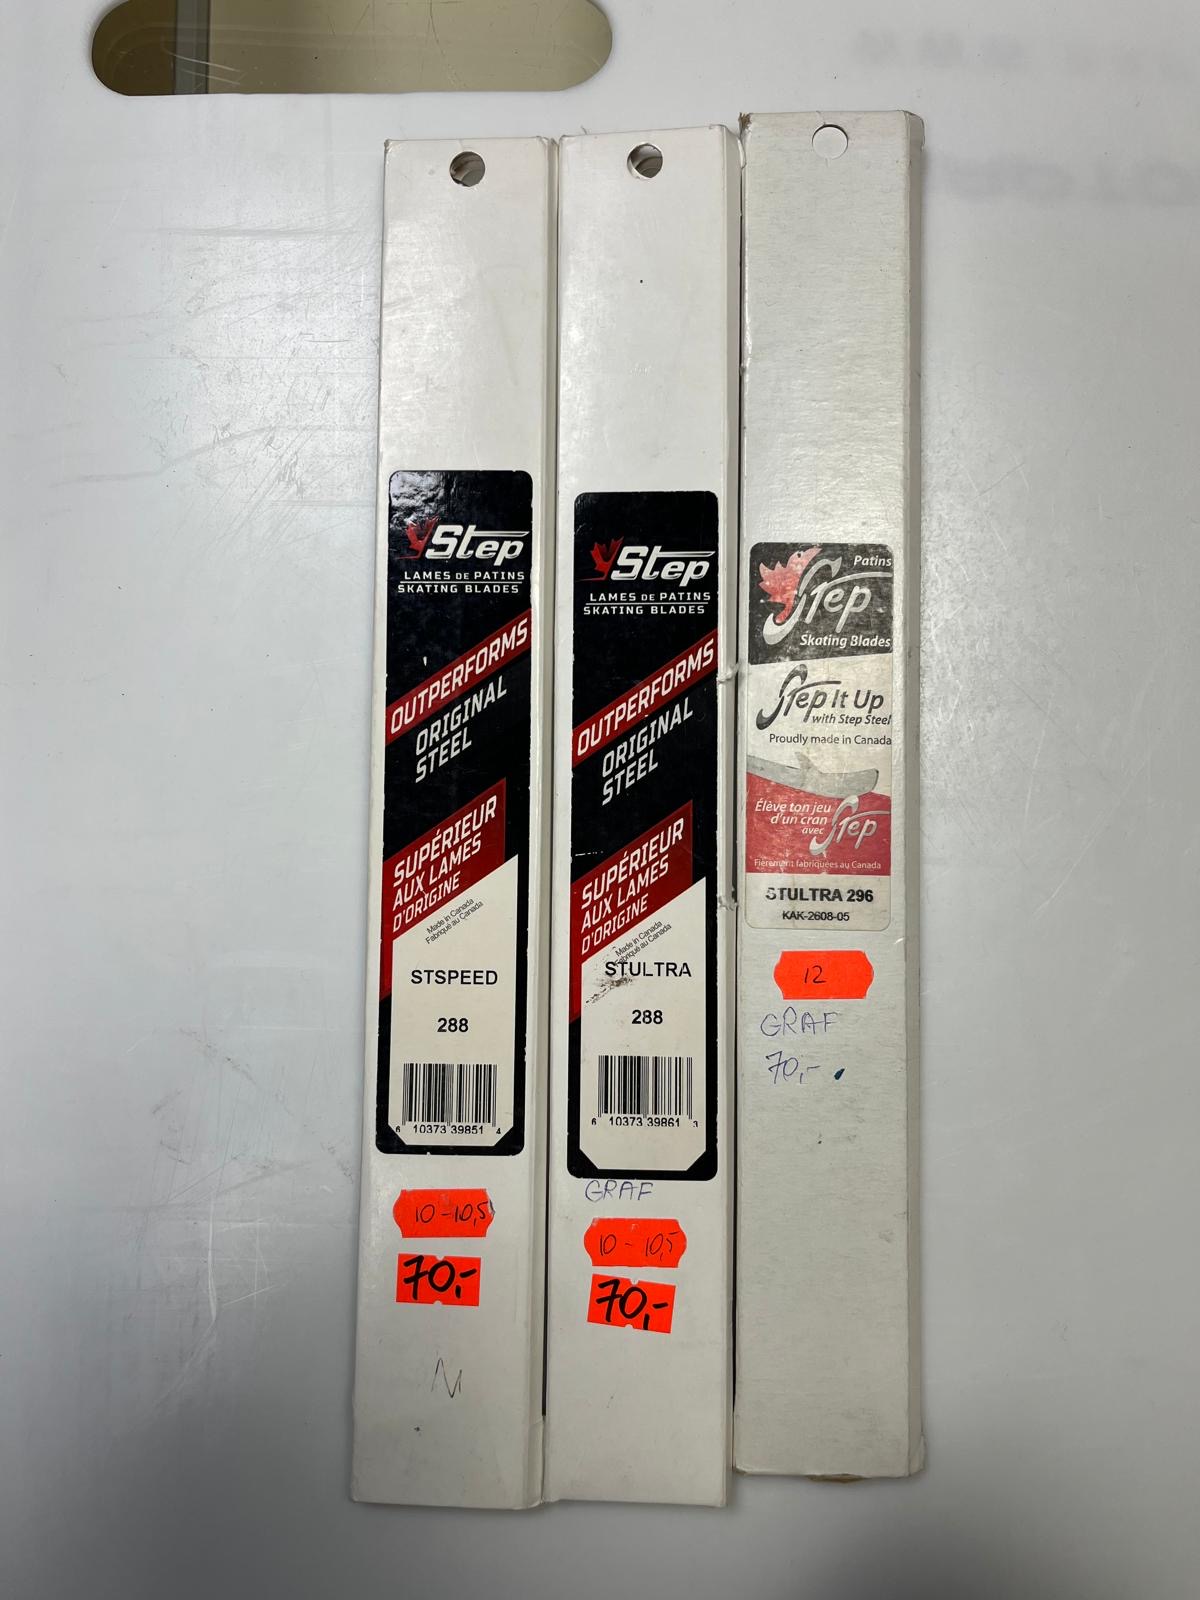 Step
LAMES DE PATINS
SKATING BLADES
OUTPERFORMS
ORIGINAL
STEEL
SUPÉRIEUR
AUX LAMES
D'ORIGINE
Made in Canada
Fabriqué au Canada
STSPEED
288
6 10373 39851 4
10-10,5
70,-
N
Step
LAMES DE PATINS
SKATING BLADES
OUTPERFORMS
ORIGINAL
STEEL
SUPÉRIEUR
AUX LAMES
D'ORIGINE
Made in Canada
Fabriqué au Canada
STULTRA
288
6 10373 39861 3
GRAF
10-10,5
70,-
Patins
Step
Skating Blades
Step It Up
with Step Steel
Proudly made in Canada
Élève ton jeu
d'un cran
avec Step
Fièrement fabriquées au Canada
STULTRA 296
KAK-2608-05
12
GRAF
70,-